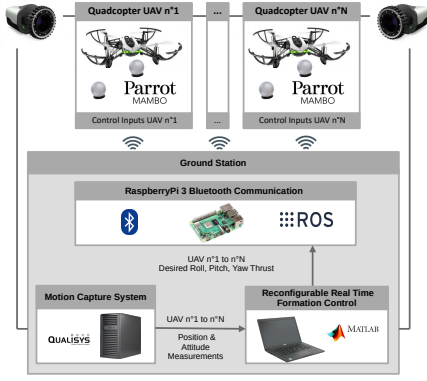 Quadcopter UAV n°1
...
Quadcopter UAV n°N
Parrot
MAMBO
Parrot
MAMBO
Control Inputs UAV n°1
...
Control Inputs UAV n°N
Ground Station
RaspberryPi 3 Bluetooth Communication
ROS
UAV n°1 to n°N
Desired Roll, Pitch, Yaw Thrust
Motion Capture System
QUALISYS
UAV n°1 to n°N
Position &
Attitude
Measurements
Reconfigurable Real Time
Formation Control
MATLAB